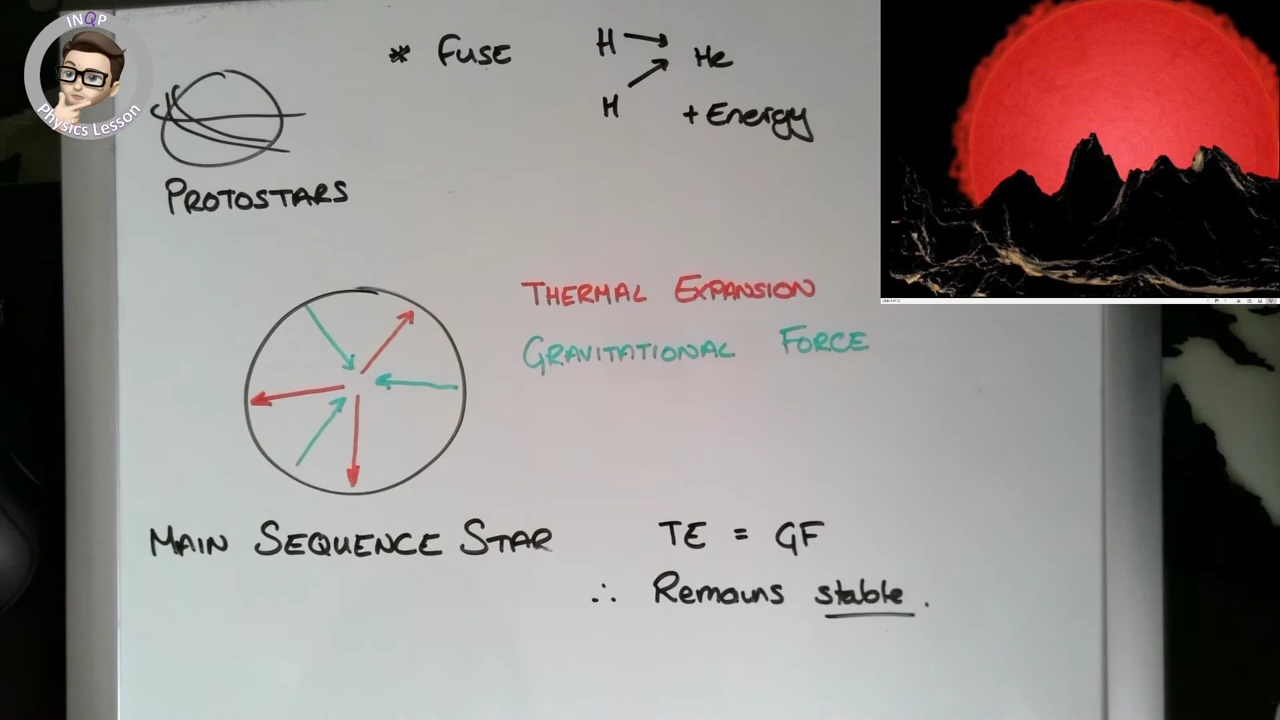 INQP
Physics Lesson
* FUSE
H → He
H
+ Energy
PROTOSTARS
THERMAL EXPANSION
GRAVITATIONAL FORCE
MAIN SEQUENCE STAR
TE = GF
∴ Remains stable.